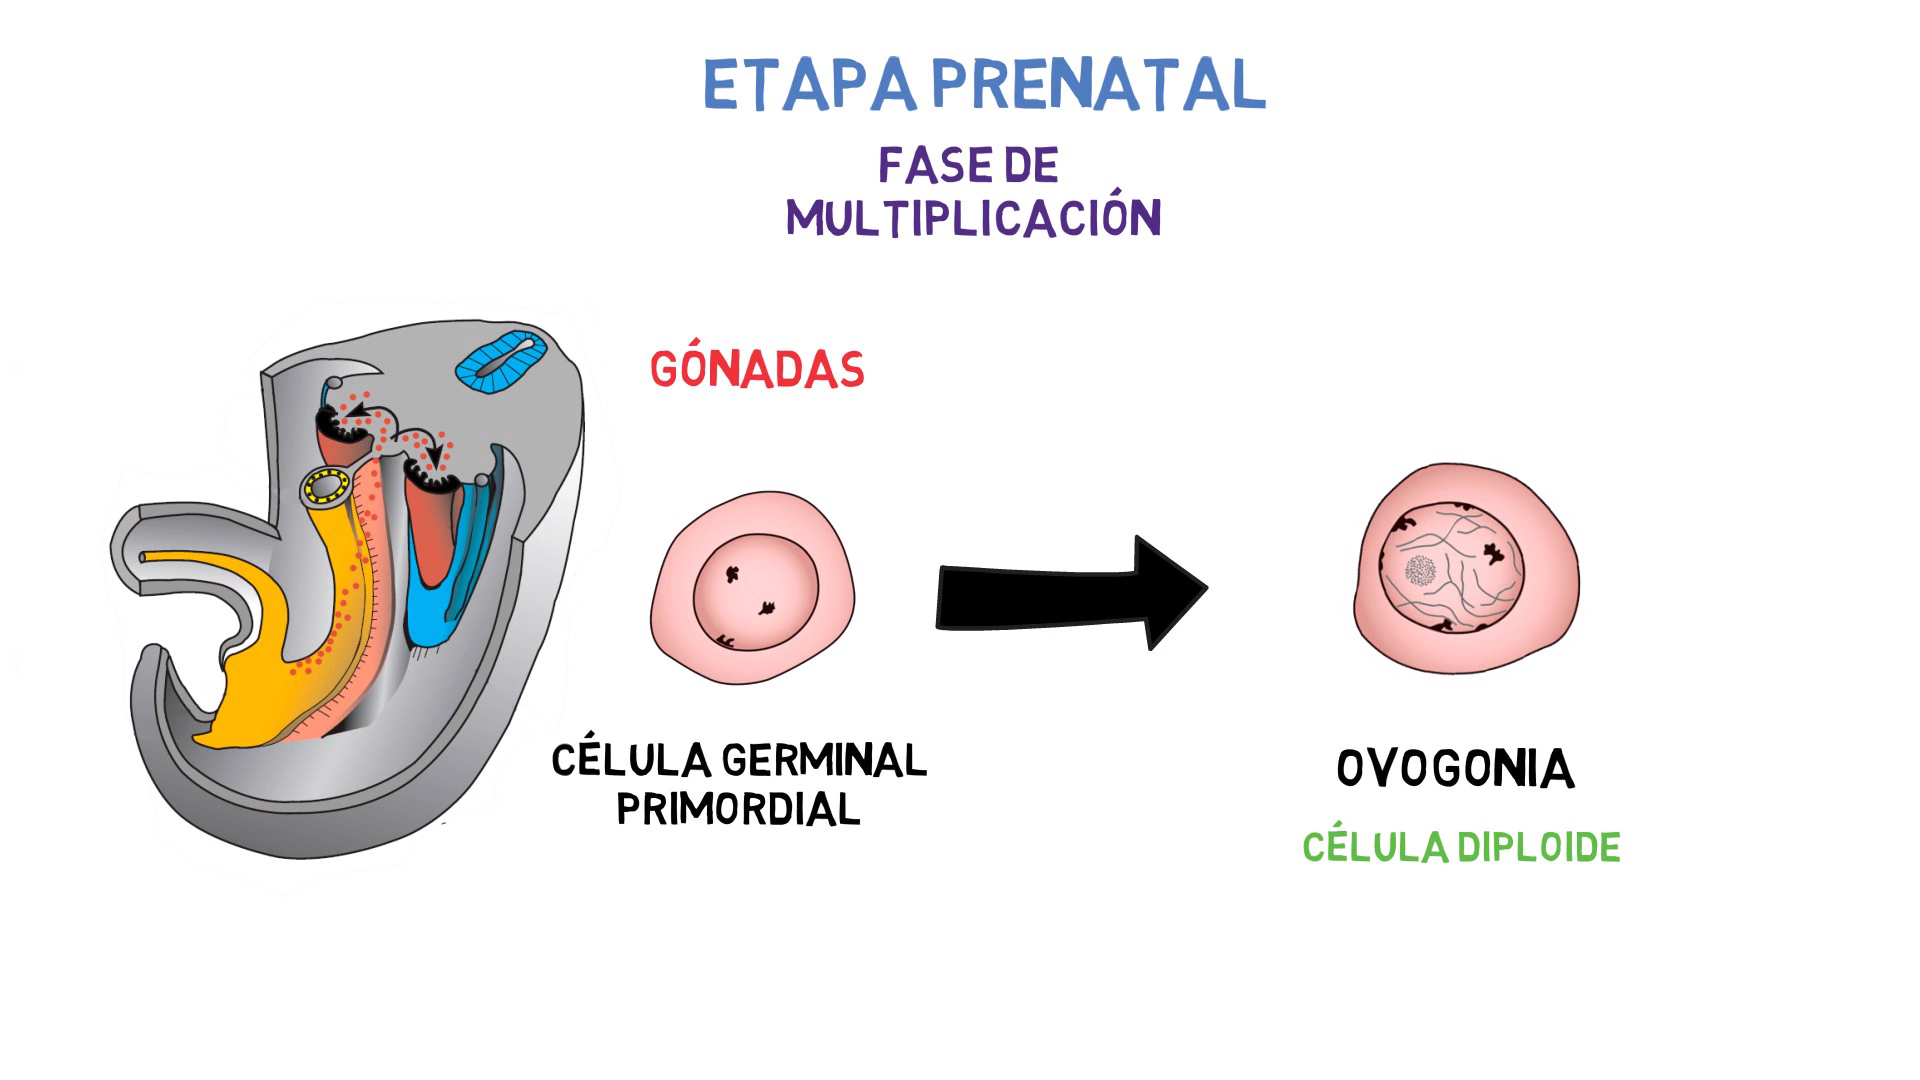 ETAPA PRENATAL
FASE DE
MULTIPLICACIÓN
GÓNADAS
CÉLULA GERMINAL
PRIMORDIAL
OVOGONIA
CÉLULA DIPLOIDE